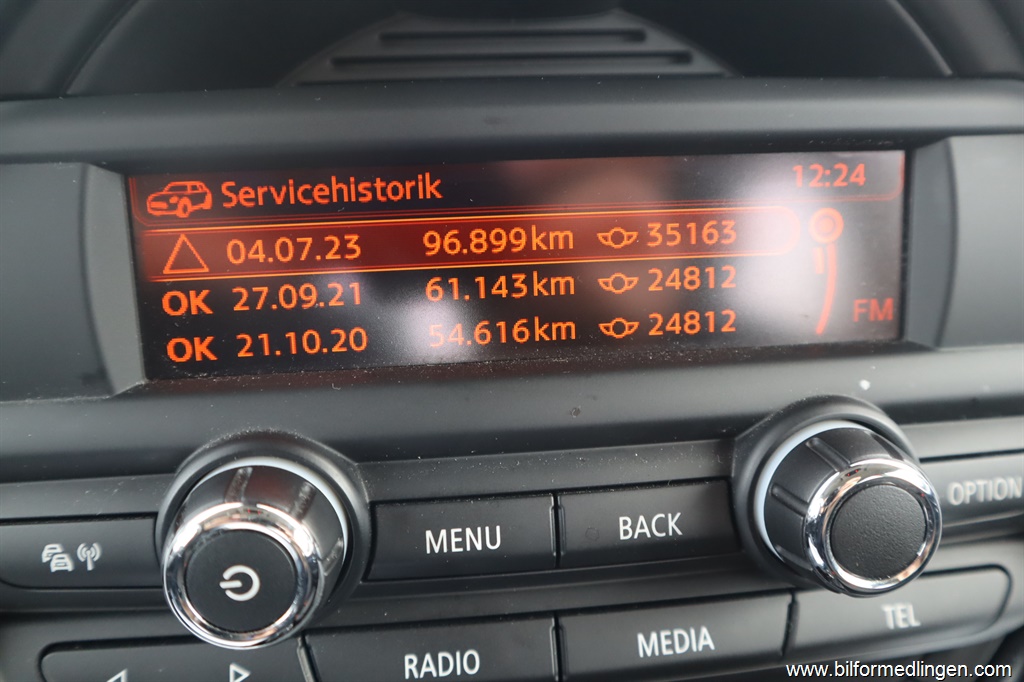 Servicehistorik 12:24
04.07.23 96.899km 35163
OK 27.09.21 61.143km 24812
OK 21.10.20 54.616km 24812
FM
MENU BACK OPTION
RADIO MEDIA TEL
www.bilformedlingen.com